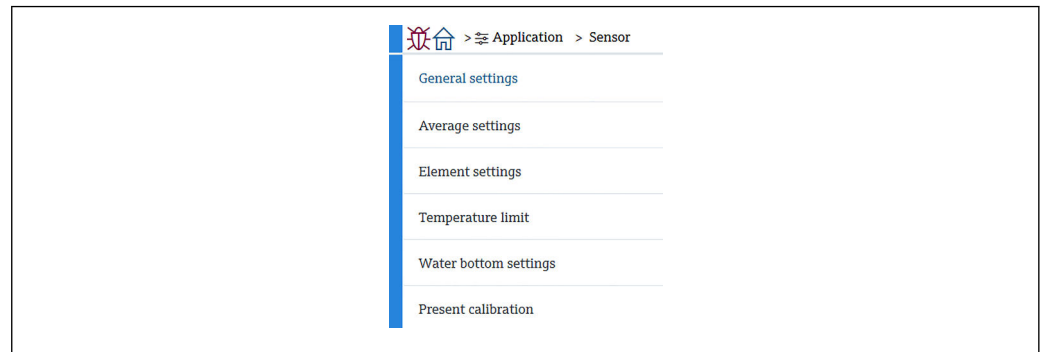 > Application > Sensor
General settings
Average settings
Element settings
Temperature limit
Water bottom settings
Present calibration